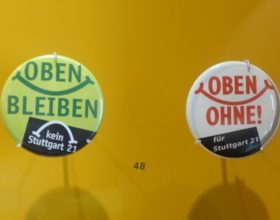 OBEN
BLEIBEN
kein
Stuttgart 21
OBEN
OHNE!
für
Stuttgart 21
48